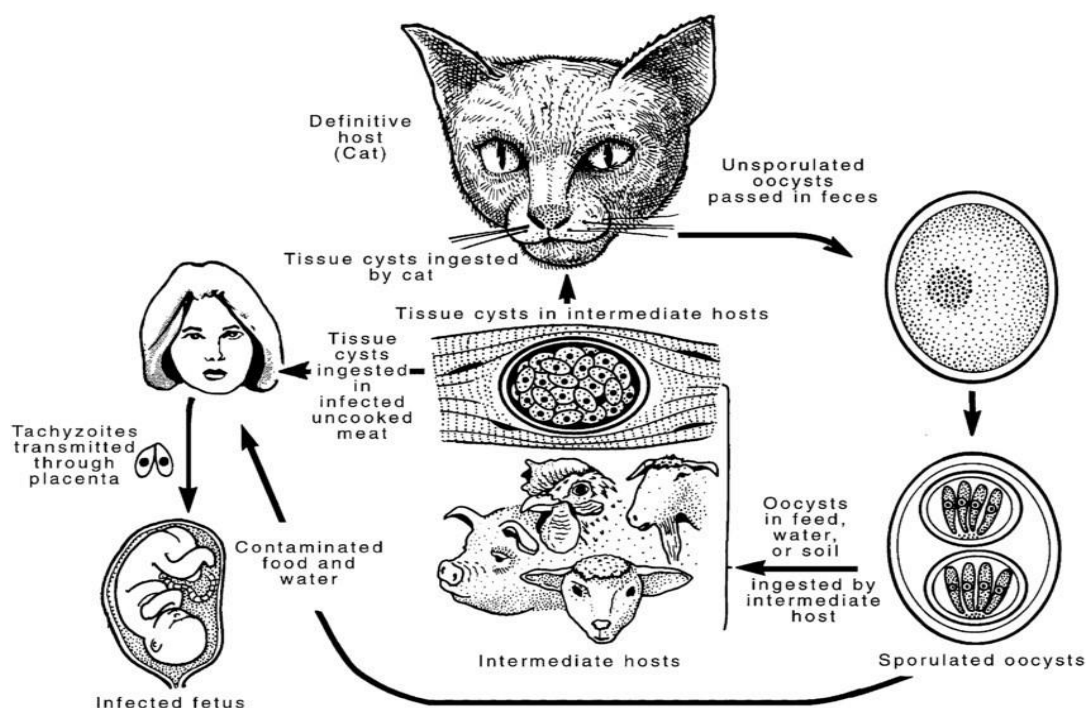 Definitive
host
(Cat)
Unsporulated
oocysts
passed in feces
Tissue cysts ingested
by cat
Tissue cysts in intermediate hosts
Tissue
cysts
ingested
in
infected
uncooked
meat
Tachyzoites
transmitted
through
placenta
Oocysts
in feed,
water,
or soil
ingested by
intermediate
host
Contaminated
food and
water
Intermediate hosts
Sporulated oocysts
Infected fetus